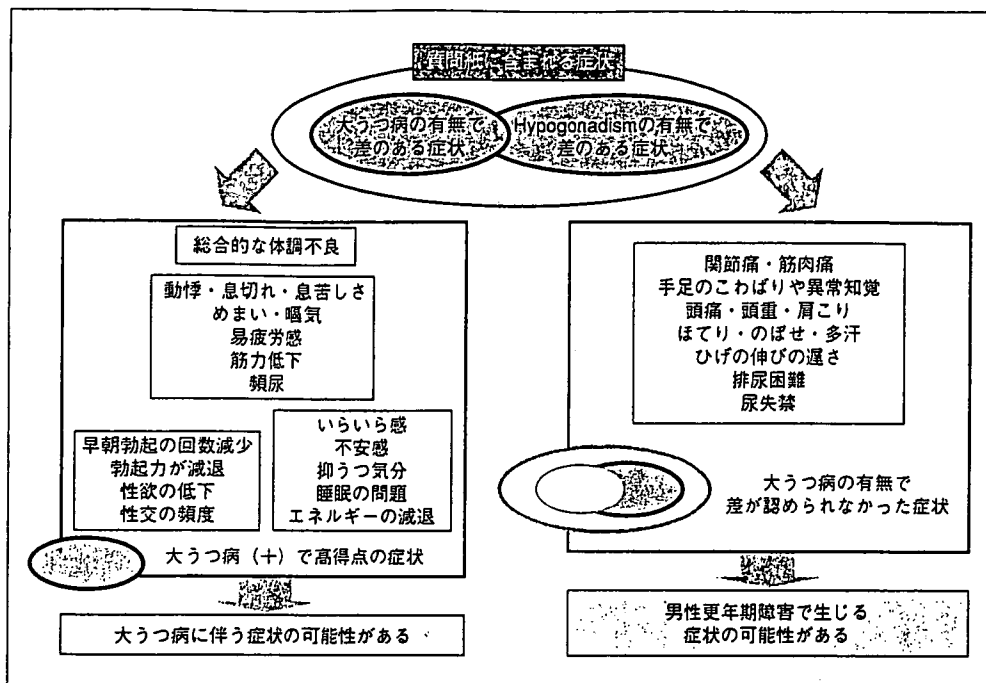 質問紙に含まれる症状
大うつ病の有無で
差のある症状
Hypogonadismの有無で
差のある症状
総合的な体調不良
動悸・息切れ・息苦しさ
めまい・嘔気
易疲労感
筋力低下
頻尿
早朝勃起の回数減少
勃起力が減退
性欲の低下
性交の頻度
いらいら感
不安感
抑うつ気分
睡眠の問題
エネルギーの減退
大うつ病（＋）で高得点の症状
大うつ病に伴う症状の可能性がある
関節痛・筋肉痛
手足のこわばりや異常知覚
頭痛・頭重・肩こり
ほてり・のぼせ・多汗
ひげの伸びの遅さ
排尿困難
尿失禁
大うつ病の有無で
差が認められなかった症状
男性更年期障害で生じる
症状の可能性がある